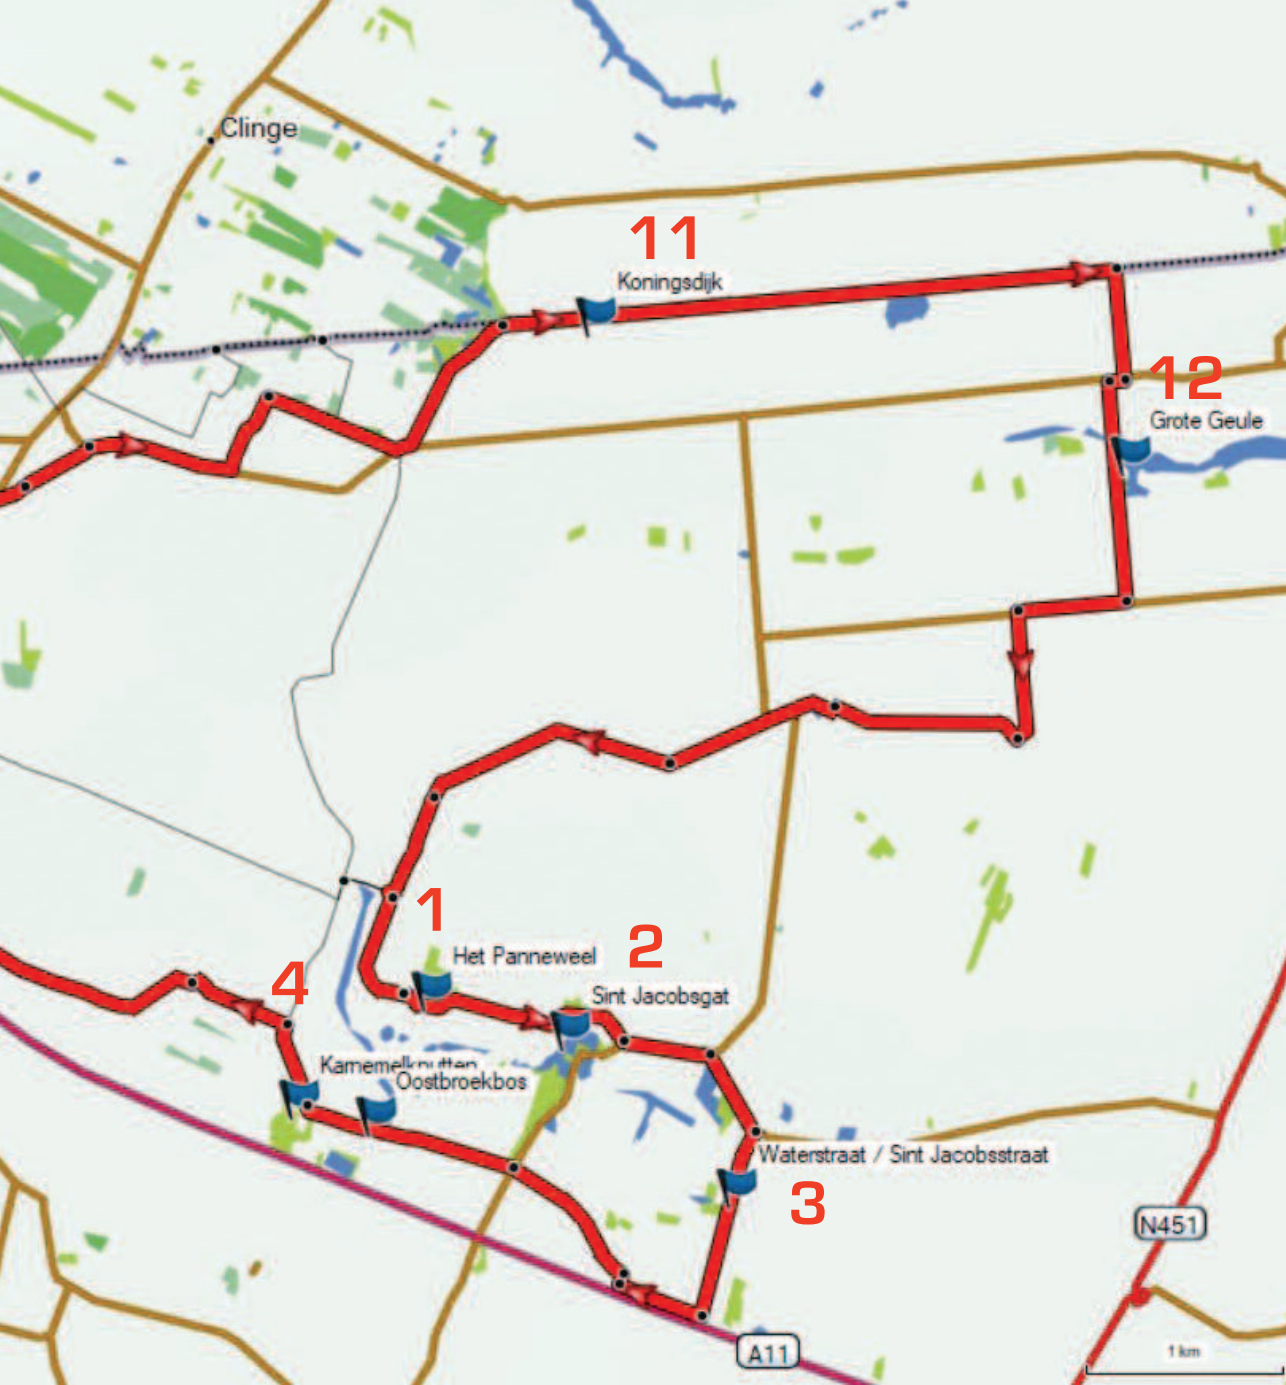 Clinge
11
Koningsdijk
12
Grote Geule
1
Het Panneweel
2
Sint Jacobsgat
4
Karnemelkputten
Oostbroekbos
Waterstraat / Sint Jacobsstraat
3
N451
A11
1 km